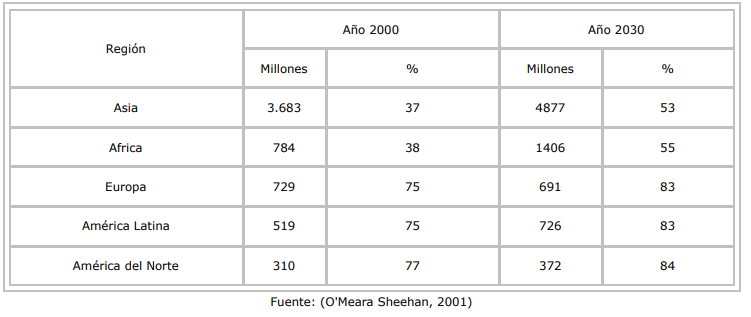 Región Año 2000 Año 2030
Millones % Millones %
Asia 3.683 37 4877 53
Africa 784 38 1406 55
Europa 729 75 691 83
América Latina 519 75 726 83
América del Norte 310 77 372 84
Fuente: (O'Meara Sheehan, 2001)